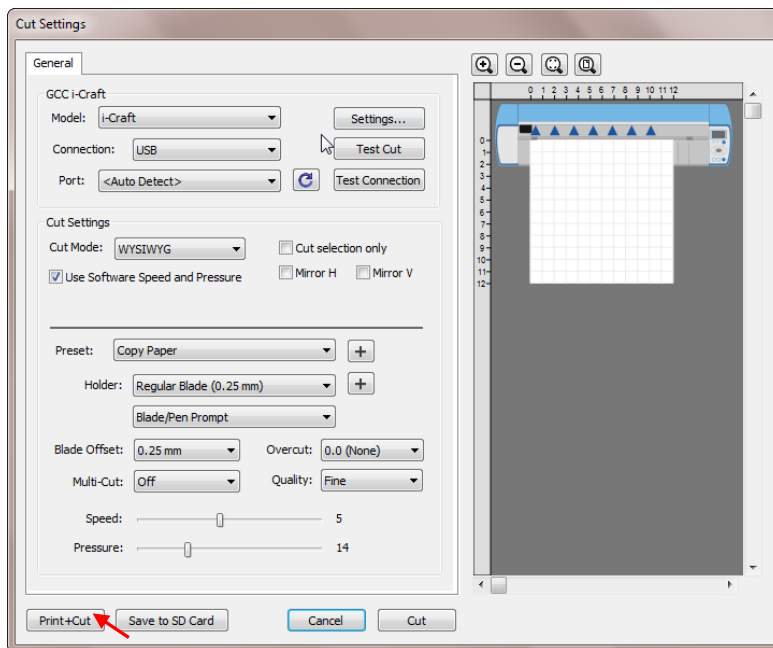 Cut Settings
General
GCC i-Craft
Model: i-Craft Settings...
Connection: USB Test Cut
Port: <Auto Detect> Test Connection
Cut Settings
Cut Mode: WYSIWYG Cut selection only
Use Software Speed and Pressure Mirror H Mirror V
Preset: Copy Paper +
Holder: Regular Blade (0.25 mm) +
Blade/Pen Prompt
Blade Offset: 0.25 mm Overcut: 0.0 (None)
Multi-Cut: Off Quality: Fine
Speed: 5
Pressure: 14
Print+Cut Save to SD Card Cancel Cut
0 1 2 3 4 5 6 7 8 9 10 11 12
0
1
2
3
4
5
6
7
8
9
10
11
12